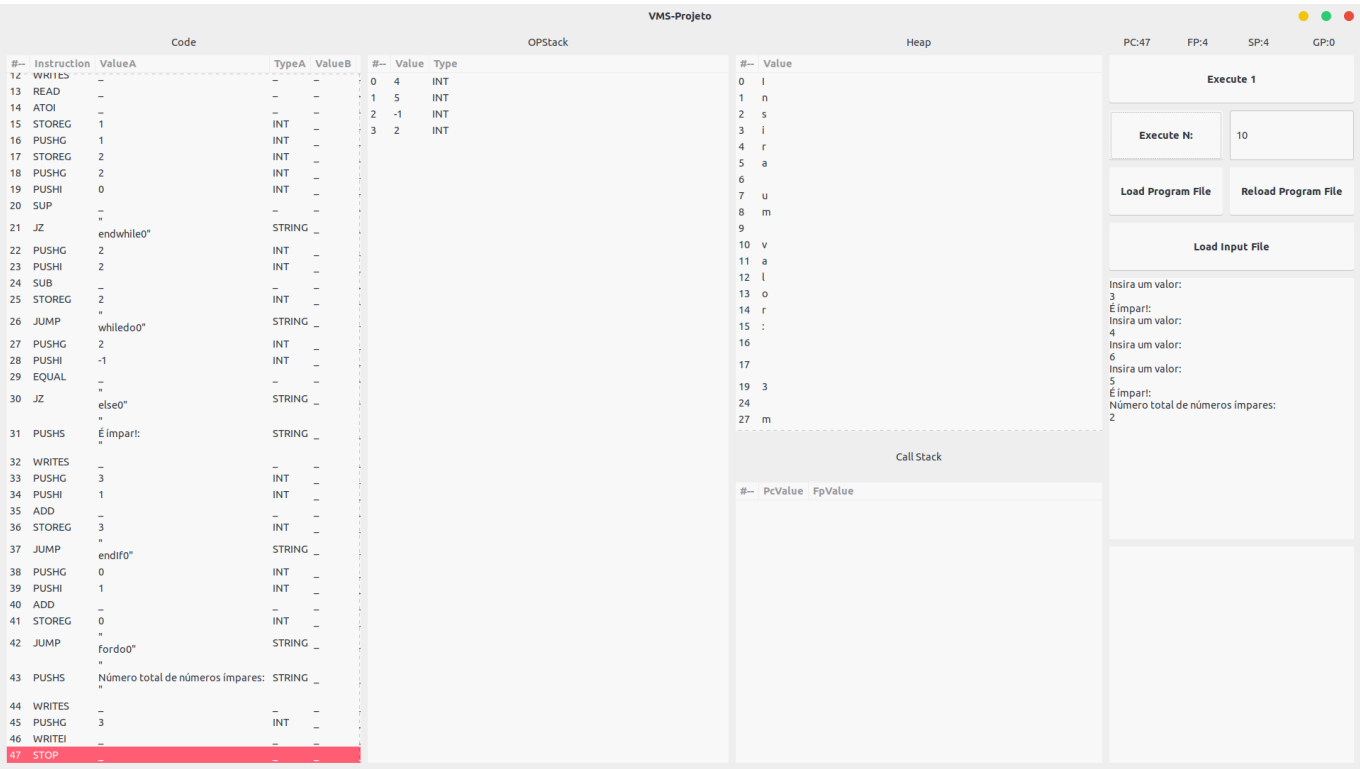 VMS-Projeto
Code
#-- Instruction ValueA TypeA ValueB
12 WRITES _ _ _
13 READ _ _ _
14 ATOI _ _ _
15 STOREG 1 INT _
16 PUSHG 1 INT _
17 STOREG 2 INT _
18 PUSHG 2 INT _
19 PUSHI 0 INT _
20 SUP _ _ _
"
21 JZ endwhile0" STRING _
22 PUSHG 2 INT _
23 PUSHI 2 INT _
24 SUB _ _ _
25 STOREG 2 INT _
"
26 JUMP whiledo0" STRING _
27 PUSHG 2 INT _
28 PUSHI -1 INT _
29 EQUAL _ _ _
"
30 JZ else0" STRING _
"
31 PUSHS É ímpar!: STRING _
"
32 WRITES _ _ _
33 PUSHG 3 INT _
34 PUSHI 1 INT _
35 ADD _ _ _
36 STOREG 3 INT _
"
37 JUMP endIf0" STRING _
38 PUSHG 0 INT _
39 PUSHI 1 INT _
40 ADD _ _ _
41 STOREG 0 INT _
"
42 JUMP fordo0" STRING _
"
43 PUSHS Número total de números ímpares: STRING _
"
44 WRITES _ _ _
45 PUSHG 3 INT _
46 WRITEI _ _ _
47 STOP _ _ _
OPStack
#-- Value Type
0 4 INT
1 5 INT
2 -1 INT
3 2 INT
Heap
#-- Value
0 I
1 n
2 s
3 i
4 r
5 a
6
7 u
8 m
9
10 v
11 a
12 l
13 o
14 r
15 :
16
17
19 3
24
27 m
Call Stack
#-- PcValue FpValue
PC:47 FP:4 SP:4 GP:0
Execute 1
Execute N: 10
Load Program File Reload Program File
Load Input File
Insira um valor:
3
É ímpar!:
Insira um valor:
4
Insira um valor:
6
Insira um valor:
5
É ímpar!:
Número total de números ímpares:
2